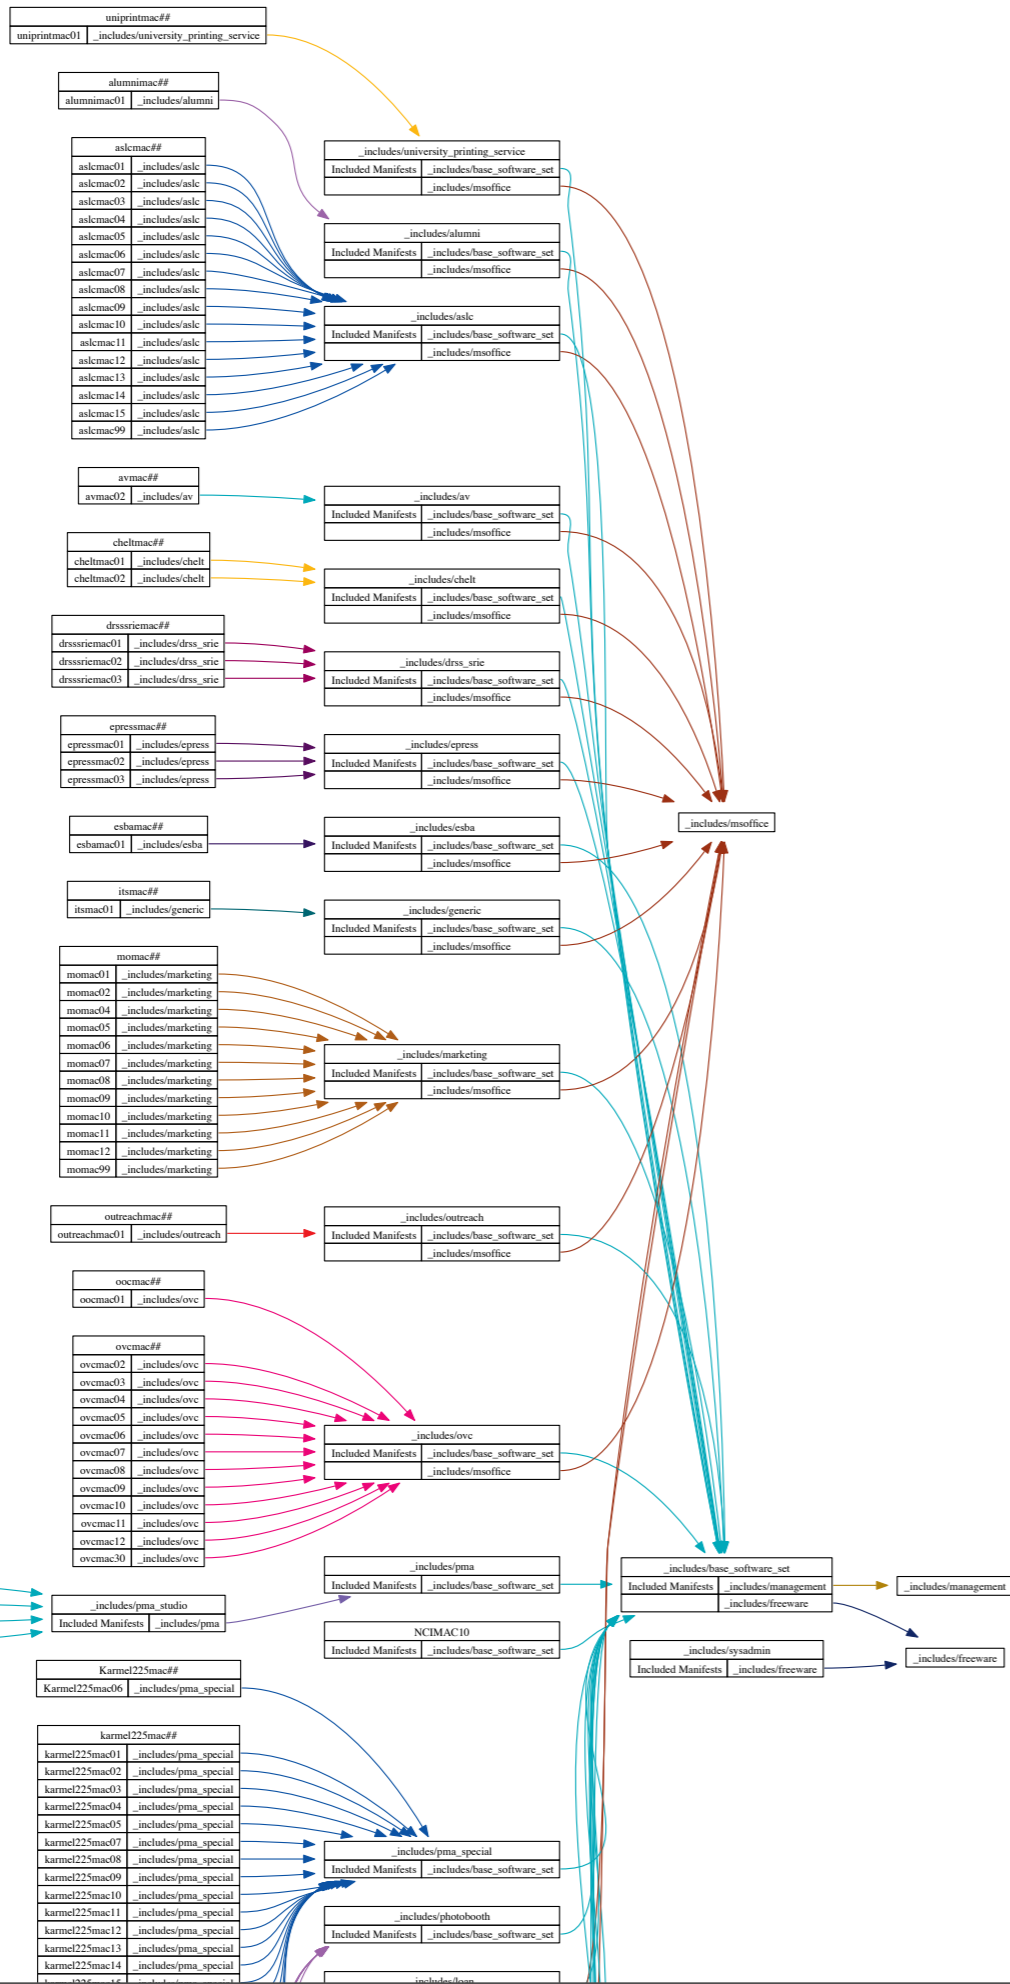 uniprintmac##
uniprintmac01 _includes/university_printing_service
alumnimac##
alumnimac01 _includes/alumni
aslcmac##
aslcmac01 _includes/aslc
aslcmac02 _includes/aslc
aslcmac03 _includes/aslc
aslcmac04 _includes/aslc
aslcmac05 _includes/aslc
aslcmac06 _includes/aslc
aslcmac07 _includes/aslc
aslcmac08 _includes/aslc
aslcmac09 _includes/aslc
aslcmac10 _includes/aslc
aslcmac11 _includes/aslc
aslcmac12 _includes/aslc
aslcmac13 _includes/aslc
aslcmac14 _includes/aslc
aslcmac15 _includes/aslc
aslcmac99 _includes/aslc
avmac##
avmac02 _includes/av
cheltmac##
cheltmac01 _includes/chelt
cheltmac02 _includes/chelt
drsssriemac##
drsssriemac01 _includes/drss_srie
drsssriemac02 _includes/drss_srie
drsssriemac03 _includes/drss_srie
epressmac##
epressmac01 _includes/epress
epressmac02 _includes/epress
epressmac03 _includes/epress
esbamac##
esbamac01 _includes/esba
itsmac##
itsmac01 _includes/generic
momac##
momac01 _includes/marketing
momac02 _includes/marketing
momac04 _includes/marketing
momac05 _includes/marketing
momac06 _includes/marketing
momac07 _includes/marketing
momac08 _includes/marketing
momac09 _includes/marketing
momac10 _includes/marketing
momac11 _includes/marketing
momac12 _includes/marketing
momac99 _includes/marketing
outreachmac##
outreachmac01 _includes/outreach
oocmac##
oocmac01 _includes/ovc
ovcmac##
ovcmac02 _includes/ovc
ovcmac03 _includes/ovc
ovcmac04 _includes/ovc
ovcmac05 _includes/ovc
ovcmac06 _includes/ovc
ovcmac07 _includes/ovc
ovcmac08 _includes/ovc
ovcmac09 _includes/ovc
ovcmac10 _includes/ovc
ovcmac11 _includes/ovc
ovcmac12 _includes/ovc
ovcmac30 _includes/ovc
_includes/pma_studio
Included Manifests _includes/pma
Karmel225mac##
Karmel225mac06 _includes/pma_special
karmel225mac##
karmel225mac01 _includes/pma_special
karmel225mac02 _includes/pma_special
karmel225mac03 _includes/pma_special
karmel225mac04 _includes/pma_special
karmel225mac05 _includes/pma_special
karmel225mac07 _includes/pma_special
karmel225mac08 _includes/pma_special
karmel225mac09 _includes/pma_special
karmel225mac10 _includes/pma_special
karmel225mac11 _includes/pma_special
karmel225mac12 _includes/pma_special
karmel225mac13 _includes/pma_special
karmel225mac14 _includes/pma_special
_includes/university_printing_service
Included Manifests _includes/base_software_set
_includes/msoffice
_includes/alumni
Included Manifests _includes/base_software_set
_includes/msoffice
_includes/aslc
Included Manifests _includes/base_software_set
_includes/msoffice
_includes/av
Included Manifests _includes/base_software_set
_includes/msoffice
_includes/chelt
Included Manifests _includes/base_software_set
_includes/msoffice
_includes/drss_srie
Included Manifests _includes/base_software_set
_includes/msoffice
_includes/epress
Included Manifests _includes/base_software_set
_includes/msoffice
_includes/esba
Included Manifests _includes/base_software_set
_includes/msoffice
_includes/generic
Included Manifests _includes/base_software_set
_includes/msoffice
_includes/marketing
Included Manifests _includes/base_software_set
_includes/msoffice
_includes/outreach
Included Manifests _includes/base_software_set
_includes/msoffice
_includes/ovc
Included Manifests _includes/base_software_set
_includes/msoffice
_includes/pma
Included Manifests _includes/base_software_set
NCIMAC10
Included Manifests _includes/base_software_set
_includes/pma_special
Included Manifests _includes/base_software_set
_includes/photobooth
Included Manifests _includes/base_software_set
_includes/msoffice
_includes/base_software_set
Included Manifests _includes/management
_includes/freeware
_includes/sysadmin
Included Manifests _includes/freeware
_includes/management
_includes/freeware